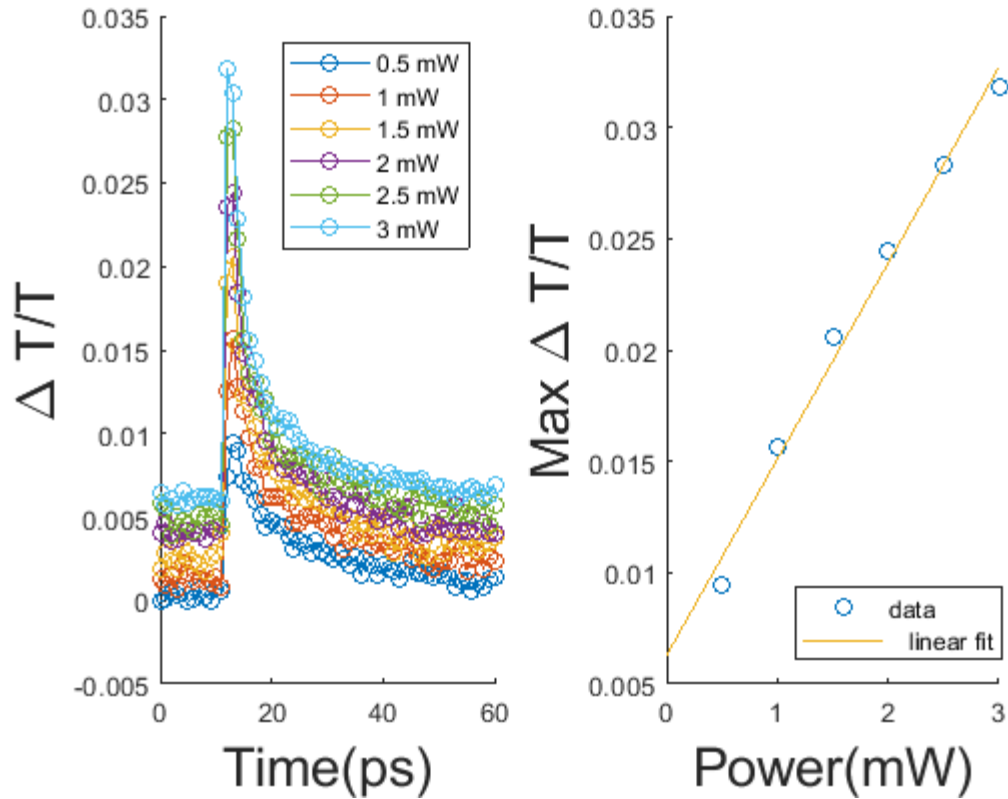 0.035
0.03
0.025
0.02
0.015
0.01
0.005
0
-0.005
Δ T/T
0 20 40 60
Time(ps)
0.5 mW
1 mW
1.5 mW
2 mW
2.5 mW
3 mW
0.035
0.03
0.025
0.02
0.015
0.01
0.005
Max Δ T/T
0 1 2 3
Power(mW)
data
linear fit